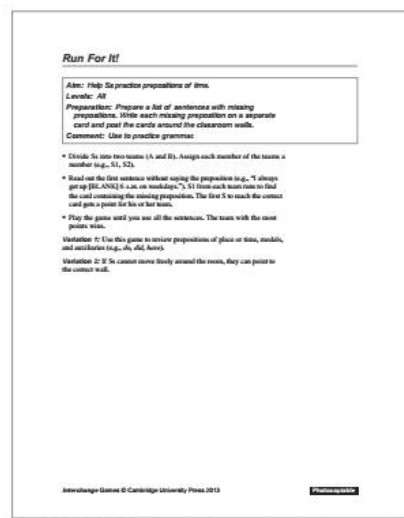 Run For It!
Aim: Help Ss practice prepositions of time.
Levels: All
Preparation: Prepare a list of sentences with missing
prepositions. Write each missing preposition on a separate
card and post the cards around the classroom walls.
Comment: Use to practice grammar.
• Divide Ss into two teams (A and B). Assign each member of the teams a
number (e.g., S1, S2).
• Read out the first sentence without saying the preposition (e.g., "I always
get up [BLANK] 6 a.m. on weekdays."). S1 from each team runs to find
the card containing the missing preposition. The first S to reach the correct
card gets a point for his or her team.
• Play the game until you use all the sentences. The team with the most
points wins.
Variation 1: Use this game to review prepositions of place or time, modals,
and auxiliaries (e.g., do, did, have).
Variation 2: If Ss cannot move freely around the room, they can point to
the correct wall.
Interchange Games © Cambridge University Press 2013 Photocopiable